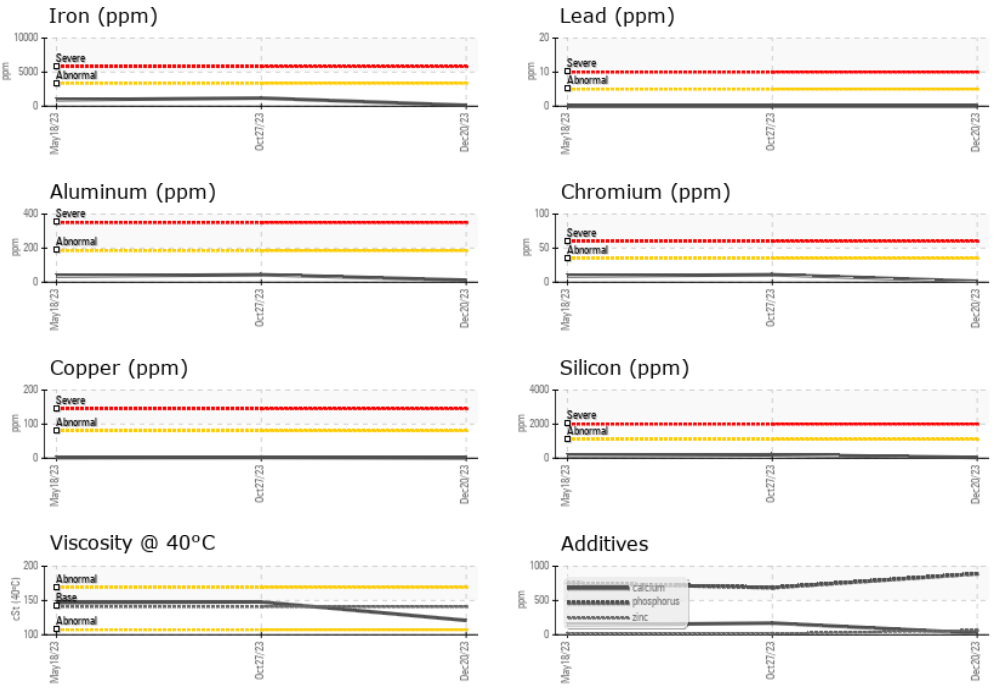 Iron (ppm)
10000
5000
0
ppm
Severe
Abnormal
May18/23
Oct27/23
Dec20/23
Lead (ppm)
20
10
0
ppm
Severe
Abnormal
May18/23
Oct27/23
Dec20/23
Aluminum (ppm)
400
200
0
ppm
Severe
Abnormal
May18/23
Oct27/23
Dec20/23
Chromium (ppm)
100
50
0
ppm
Severe
Abnormal
May18/23
Oct27/23
Dec20/23
Copper (ppm)
200
100
0
ppm
Severe
Abnormal
May18/23
Oct27/23
Dec20/23
Silicon (ppm)
4000
2000
0
ppm
Severe
Abnormal
May18/23
Oct27/23
Dec20/23
Viscosity @ 40°C
200
150
100
cSt (40°C)
Abnormal
Base
Abnormal
May18/23
Oct27/23
Dec20/23
Additives
1000
500
0
ppm
calcium
phosphorus
zinc
May18/23
Oct27/23
Dec20/23